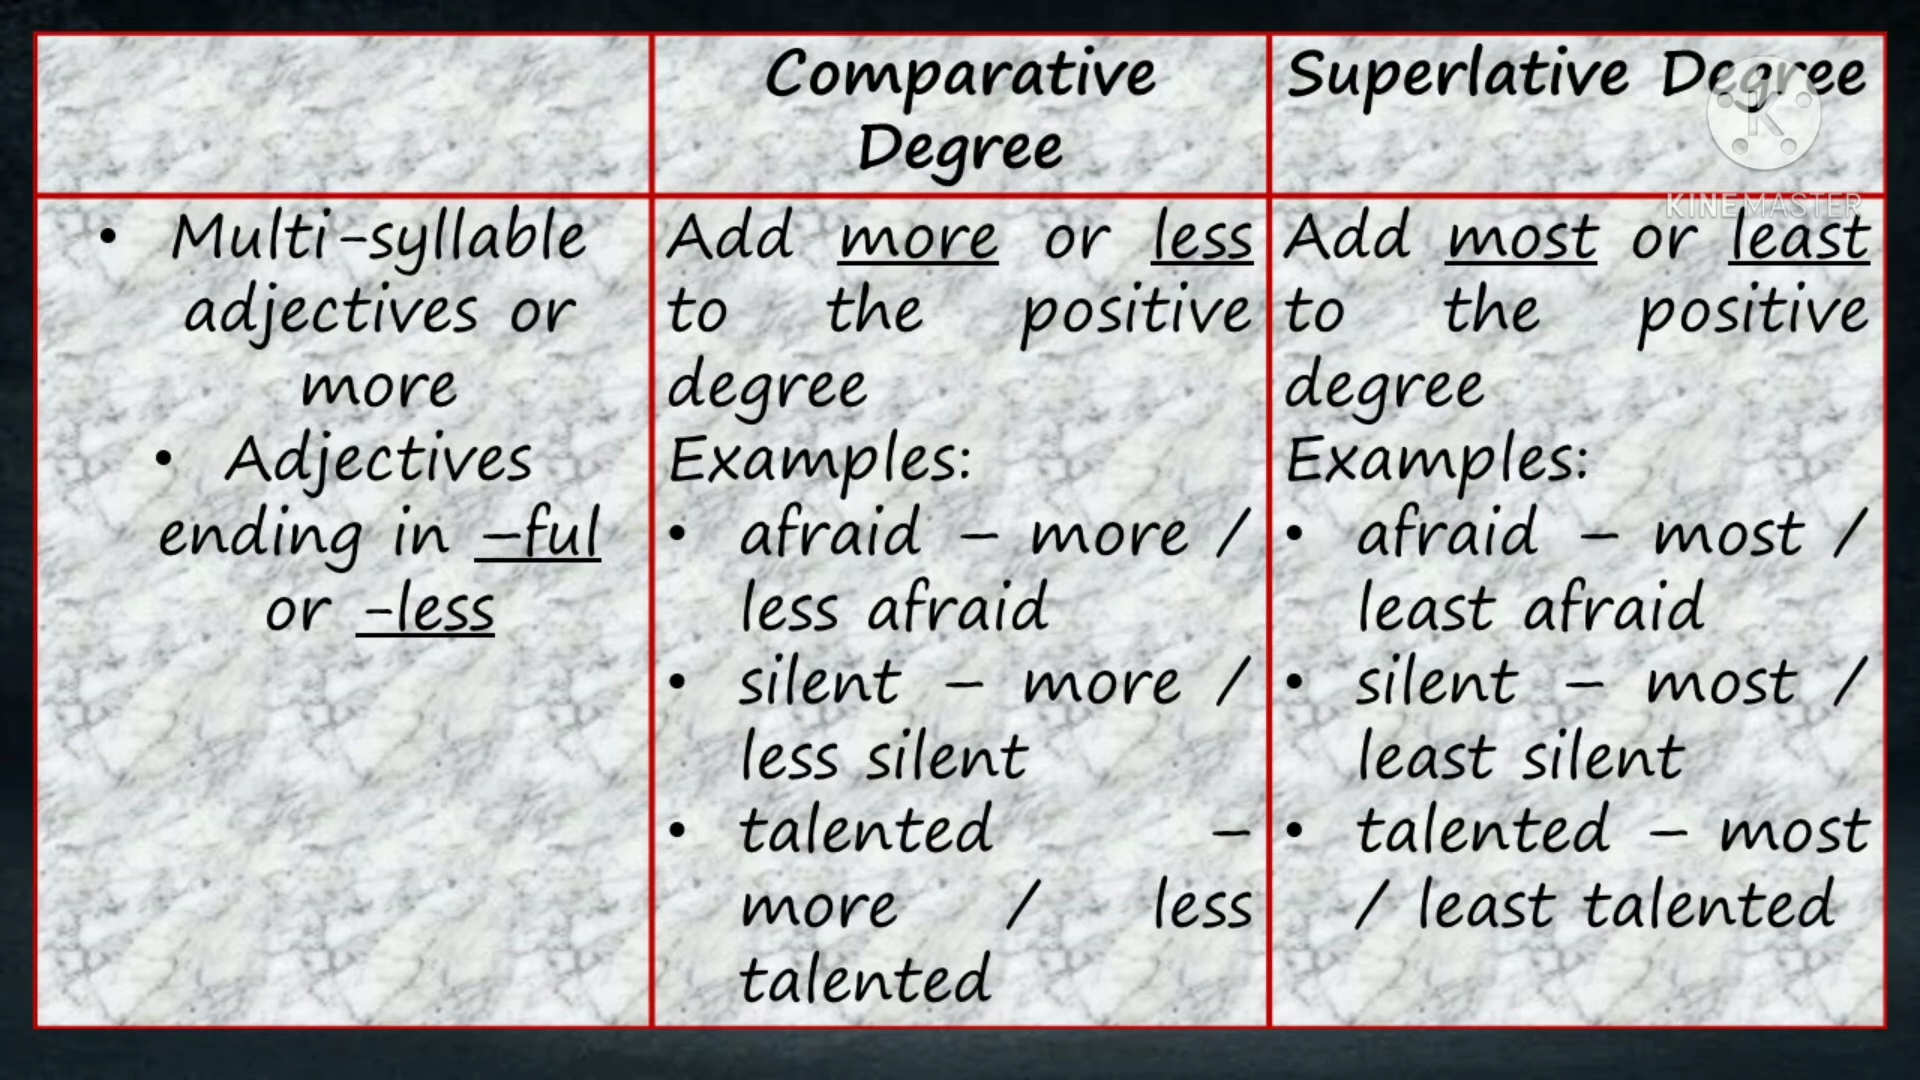 Comparative
Degree
Superlative Degree
K
KINEMASTER
• Multi-syllable
adjectives or
more
• Adjectives
ending in –ful
or -less
Add more or less
to the positive
degree
Examples:
• afraid – more /
less afraid
• silent – more /
less silent
• talented –
more / less
talented
Add most or least
to the positive
degree
Examples:
• afraid – most /
least afraid
• silent – most /
least silent
• talented – most
/ least talented